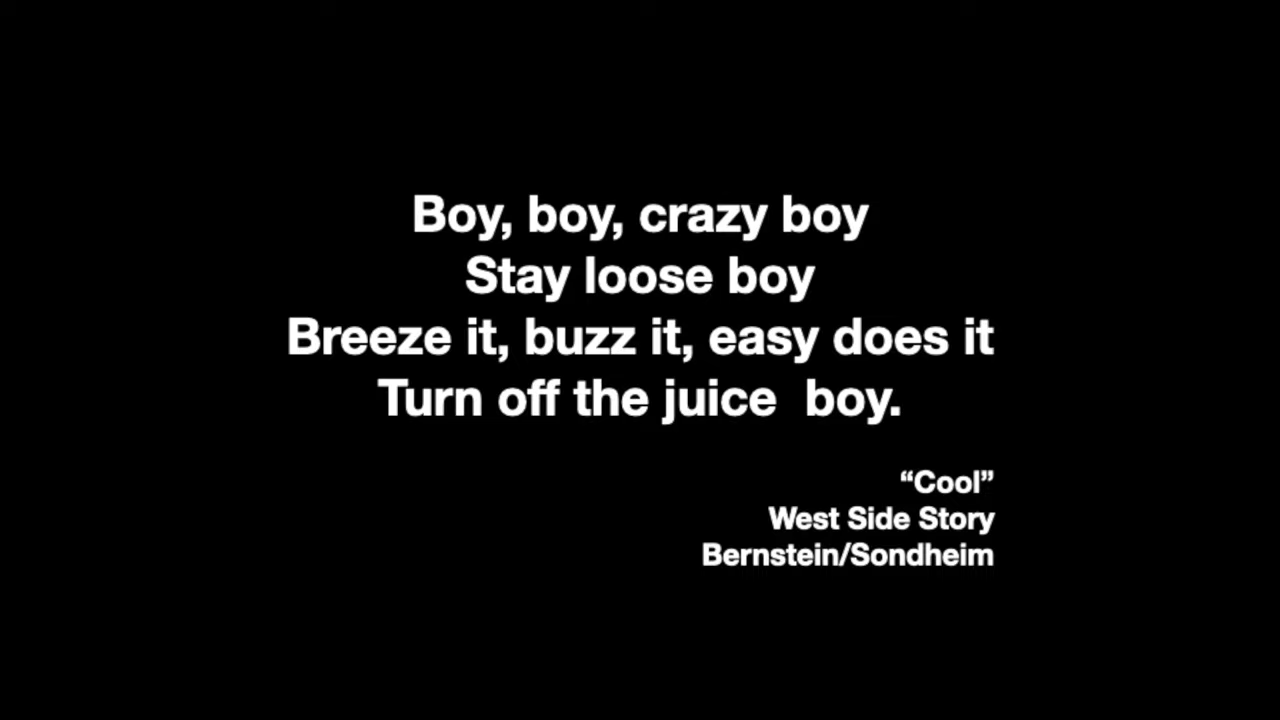 Boy, boy, crazy boy
Stay loose boy
Breeze it, buzz it, easy does it
Turn off the juice  boy.
“Cool”
West Side Story
Bernstein/Sondheim